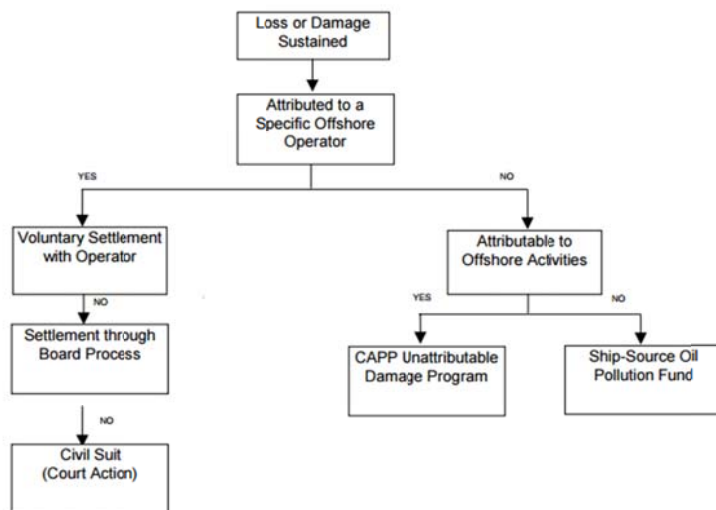 Loss or Damage
Sustained
Attributed to a
Specific Offshore
Operator
YES
NO
Voluntary Settlement
with Operator
Attributable to
Offshore Activities
NO
YES
NO
Settlement through
Board Process
CAPP Unattributable
Damage Program
Ship-Source Oil
Pollution Fund
NO
Civil Suit
(Court Action)